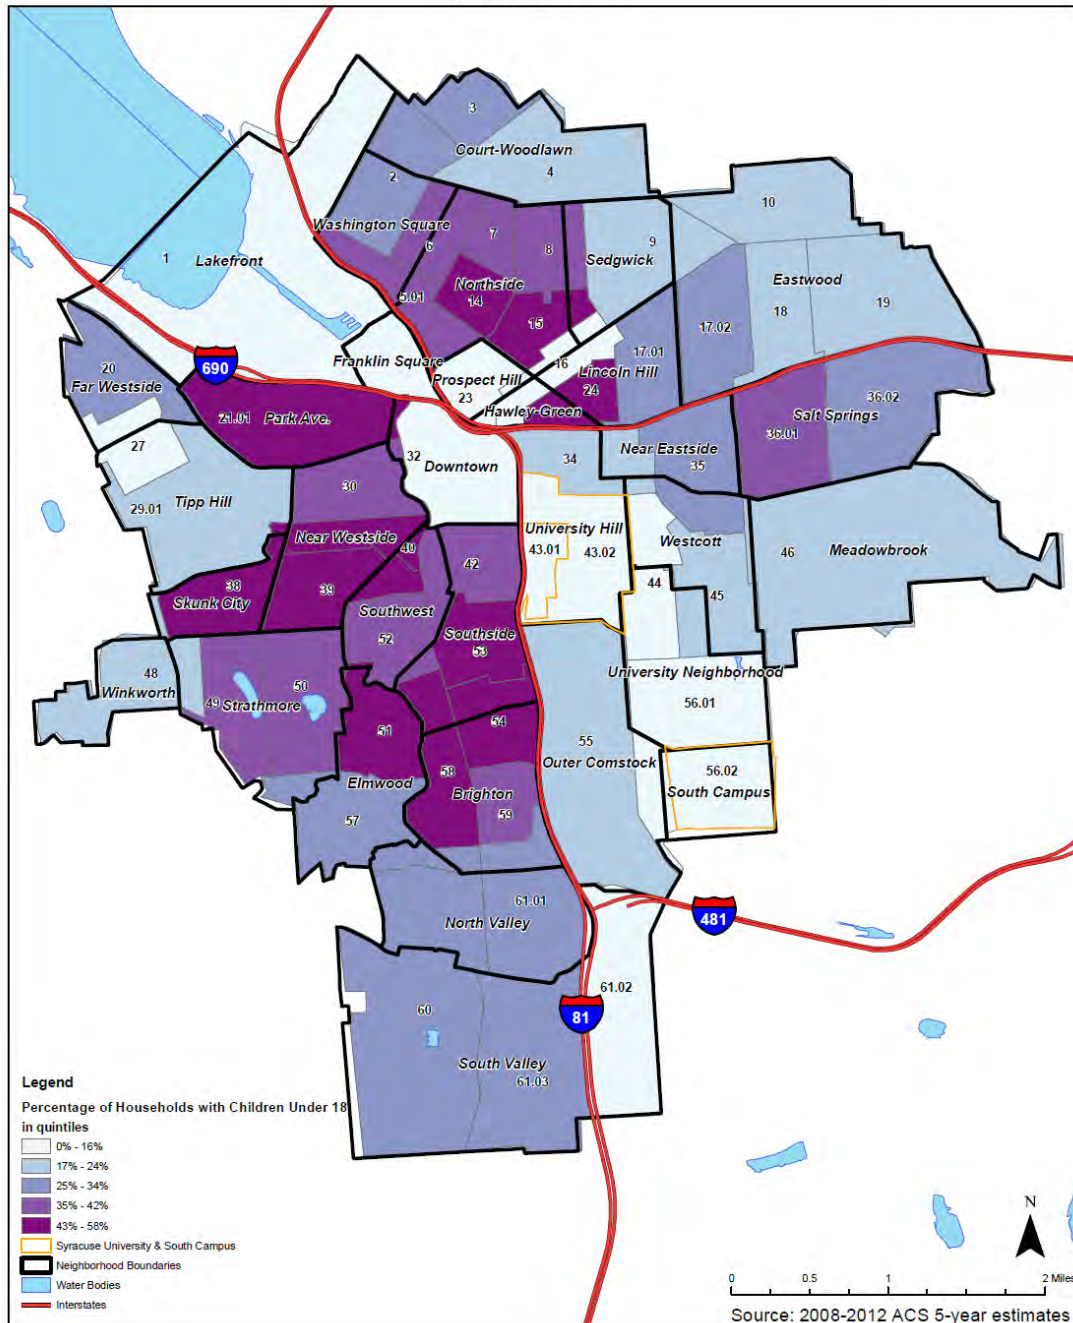 3
Court-Woodlawn
4
2
10
Washington Square
7
6
8
9
1
Lakefront
Sedgwick
Eastwood
Northside
14
5.01
18
19
15
17.02
17.01
Franklin Square
16
20
690
Far Westside
Prospect Hill
Lincoln Hill
23
24
36.02
Hawley-Green
Salt Springs
21.01
Park Ave.
36.01
27
32
Downtown
34
Near Eastside
35
30
29.01
Tipp Hill
University Hill
Near Westside
40
43.01
43.02
Westcott
46
Meadowbrook
42
38
39
44
45
Skunk City
Southwest
52
Southside
53
48
University Neighborhood
Winkworth
50
49
Strathmore
56.01
54
51
55
58
Outer Comstock
56.02
Elmwood
South Campus
Brighton
57
59
61.01
North Valley
481
61.02
60
81
South Valley
61.03
Legend
Percentage of Households with Children Under 18
in quintiles
0% - 16%
17% - 24%
25% - 34%
35% - 42%
43% - 58%
Syracuse University & South Campus
Neighborhood Boundaries
Water Bodies
Interstates
N
0 0.5 1 2 Miles
Source: 2008-2012 ACS 5-year estimates